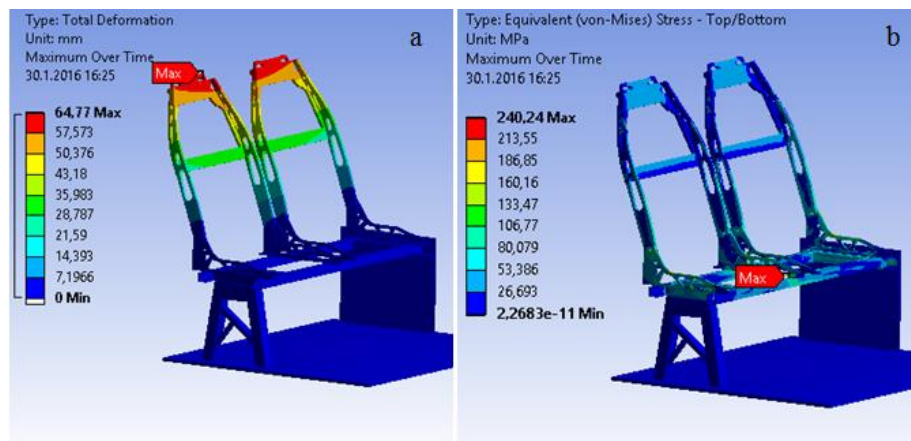 Type: Total Deformation
Unit: mm
Maximum Over Time
30.1.2016 16:25
a
Max
64,77 Max
57,573
50,376
43,18
35,983
28,787
21,59
14,393
7,1966
0 Min
Type: Equivalent (von-Mises) Stress - Top/Bottom
Unit: MPa
Maximum Over Time
30.1.2016 16:25
b
240,24 Max
213,55
186,85
160,16
133,47
106,77
80,079
53,386
26,693
2,2683e-11 Min
Max